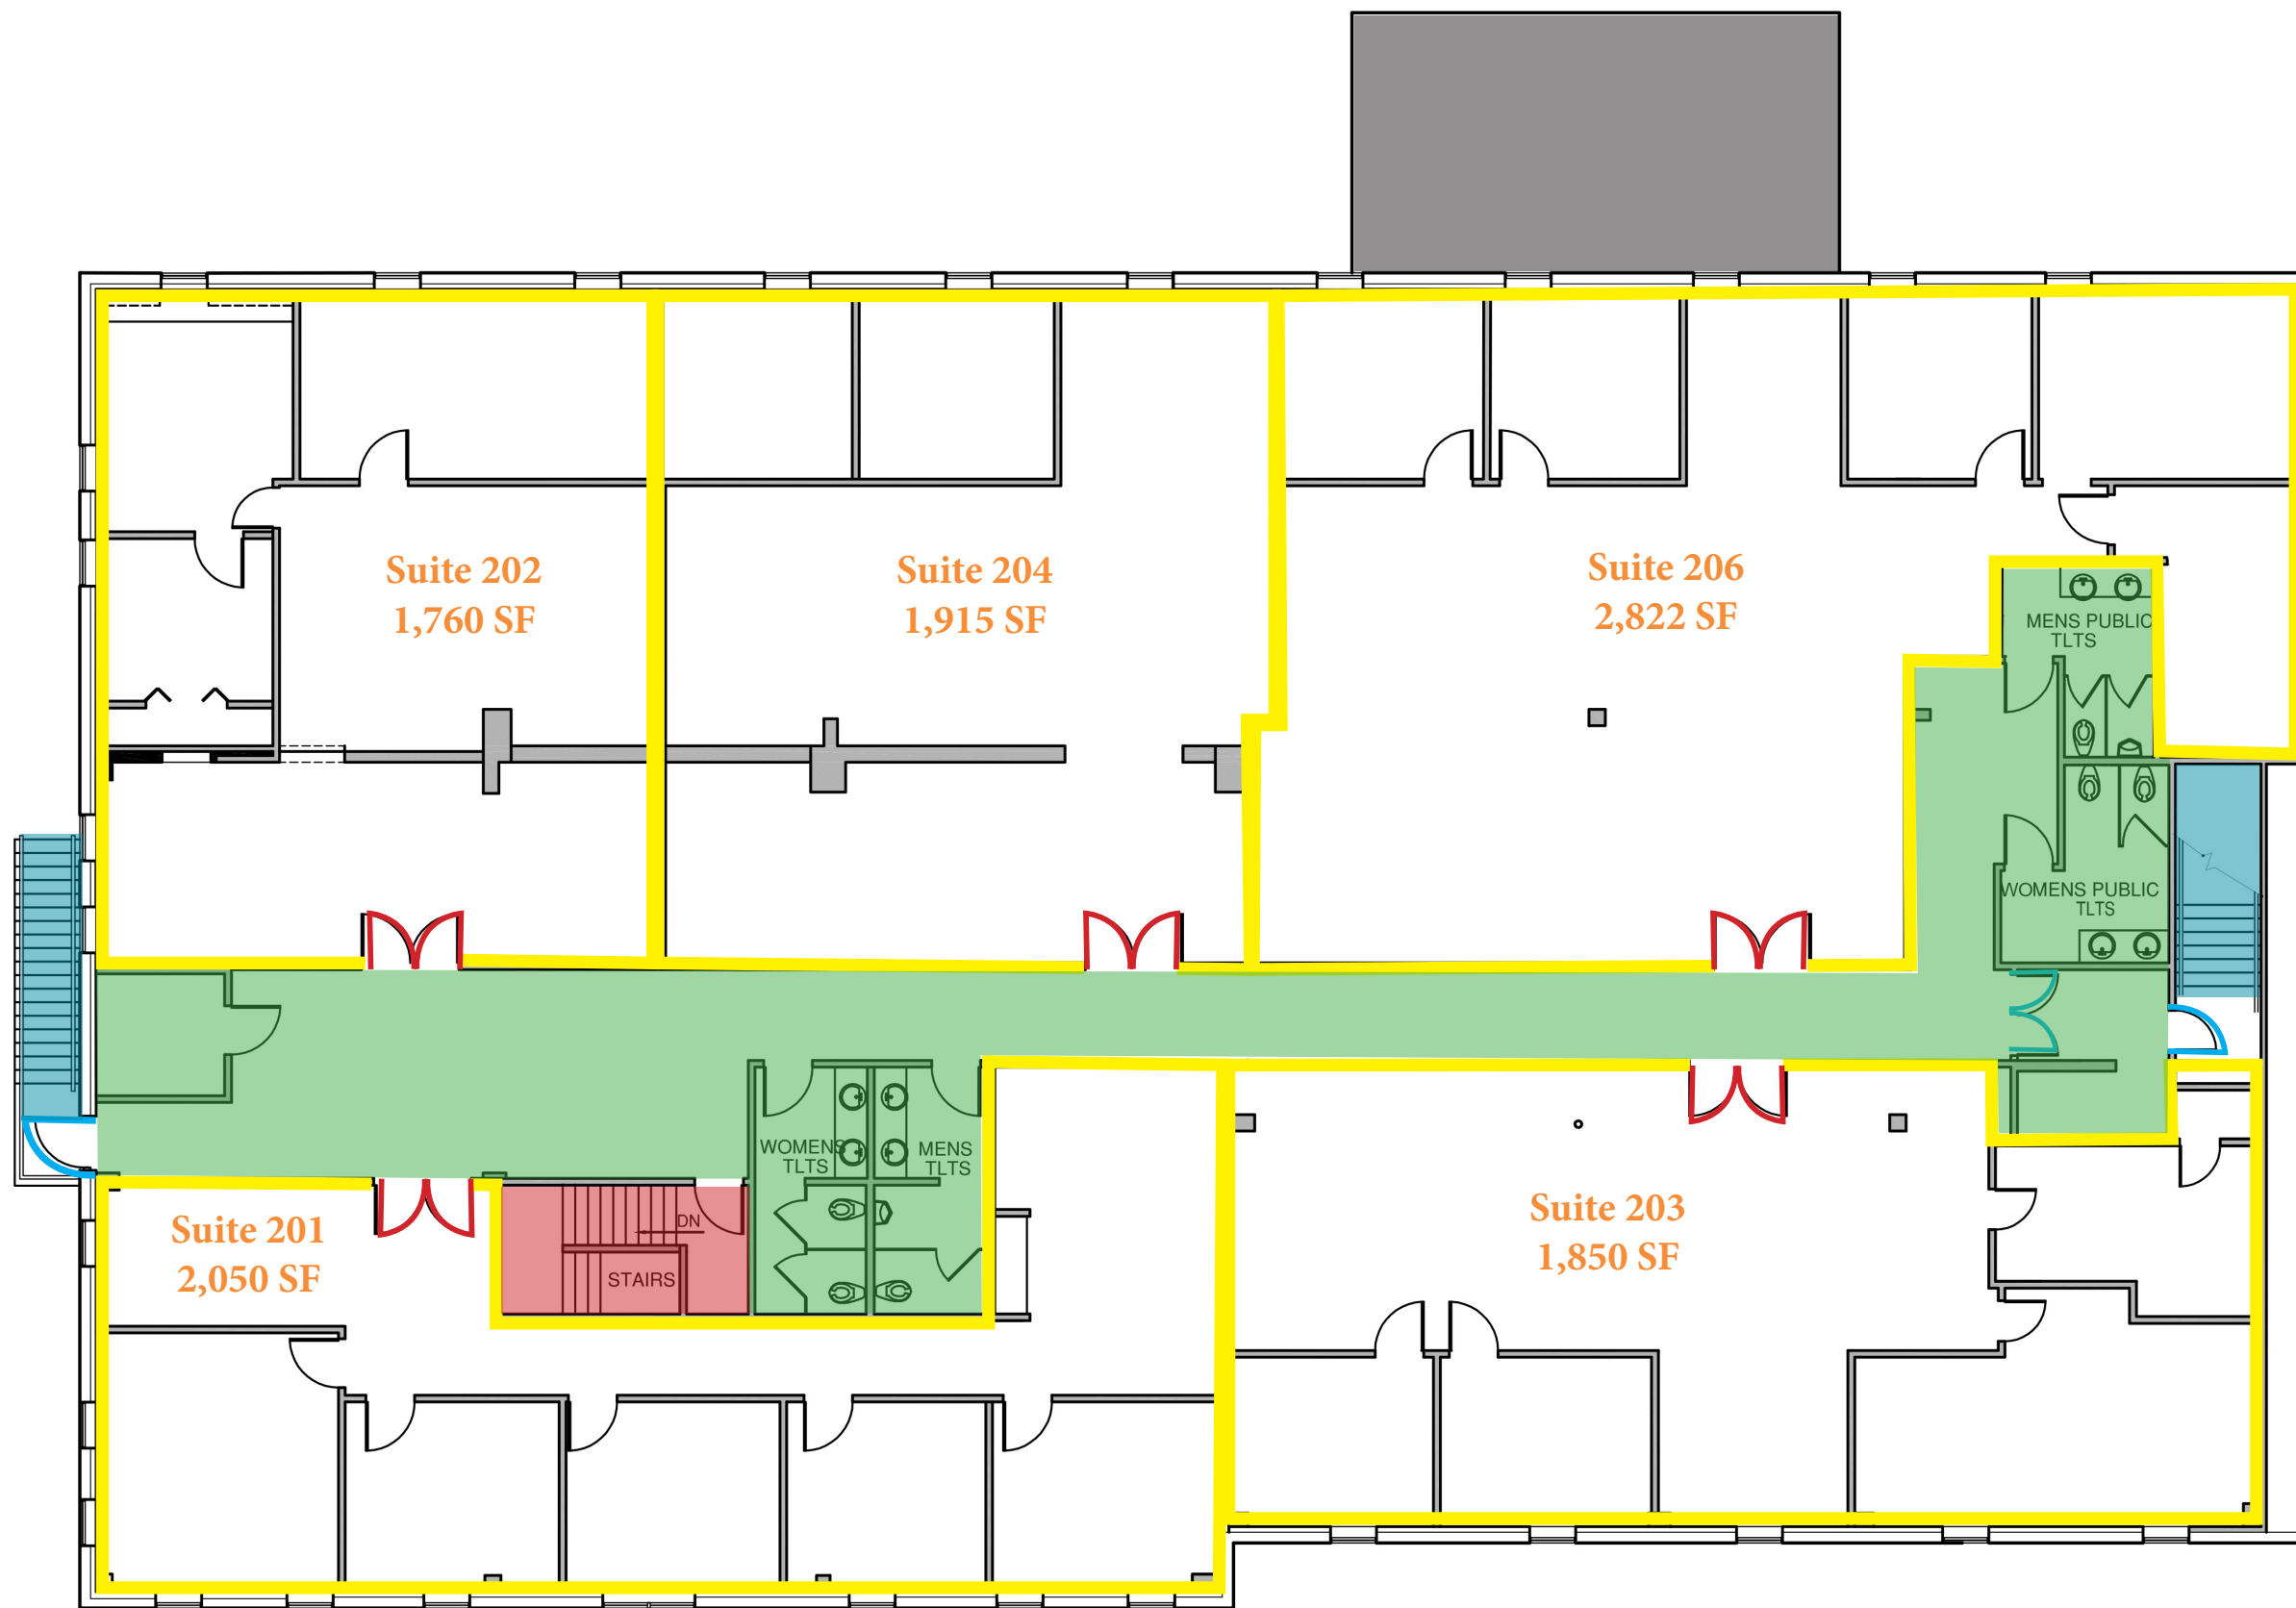 Suite 202
1,760 SF
Suite 204
1,915 SF
Suite 206
2,822 SF
MENS PUBLIC
TLTS
WOMENS PUBLIC
TLTS
WOMENS
TLTS
MENS
TLTS
DN
STAIRS
Suite 201
2,050 SF
Suite 203
1,850 SF